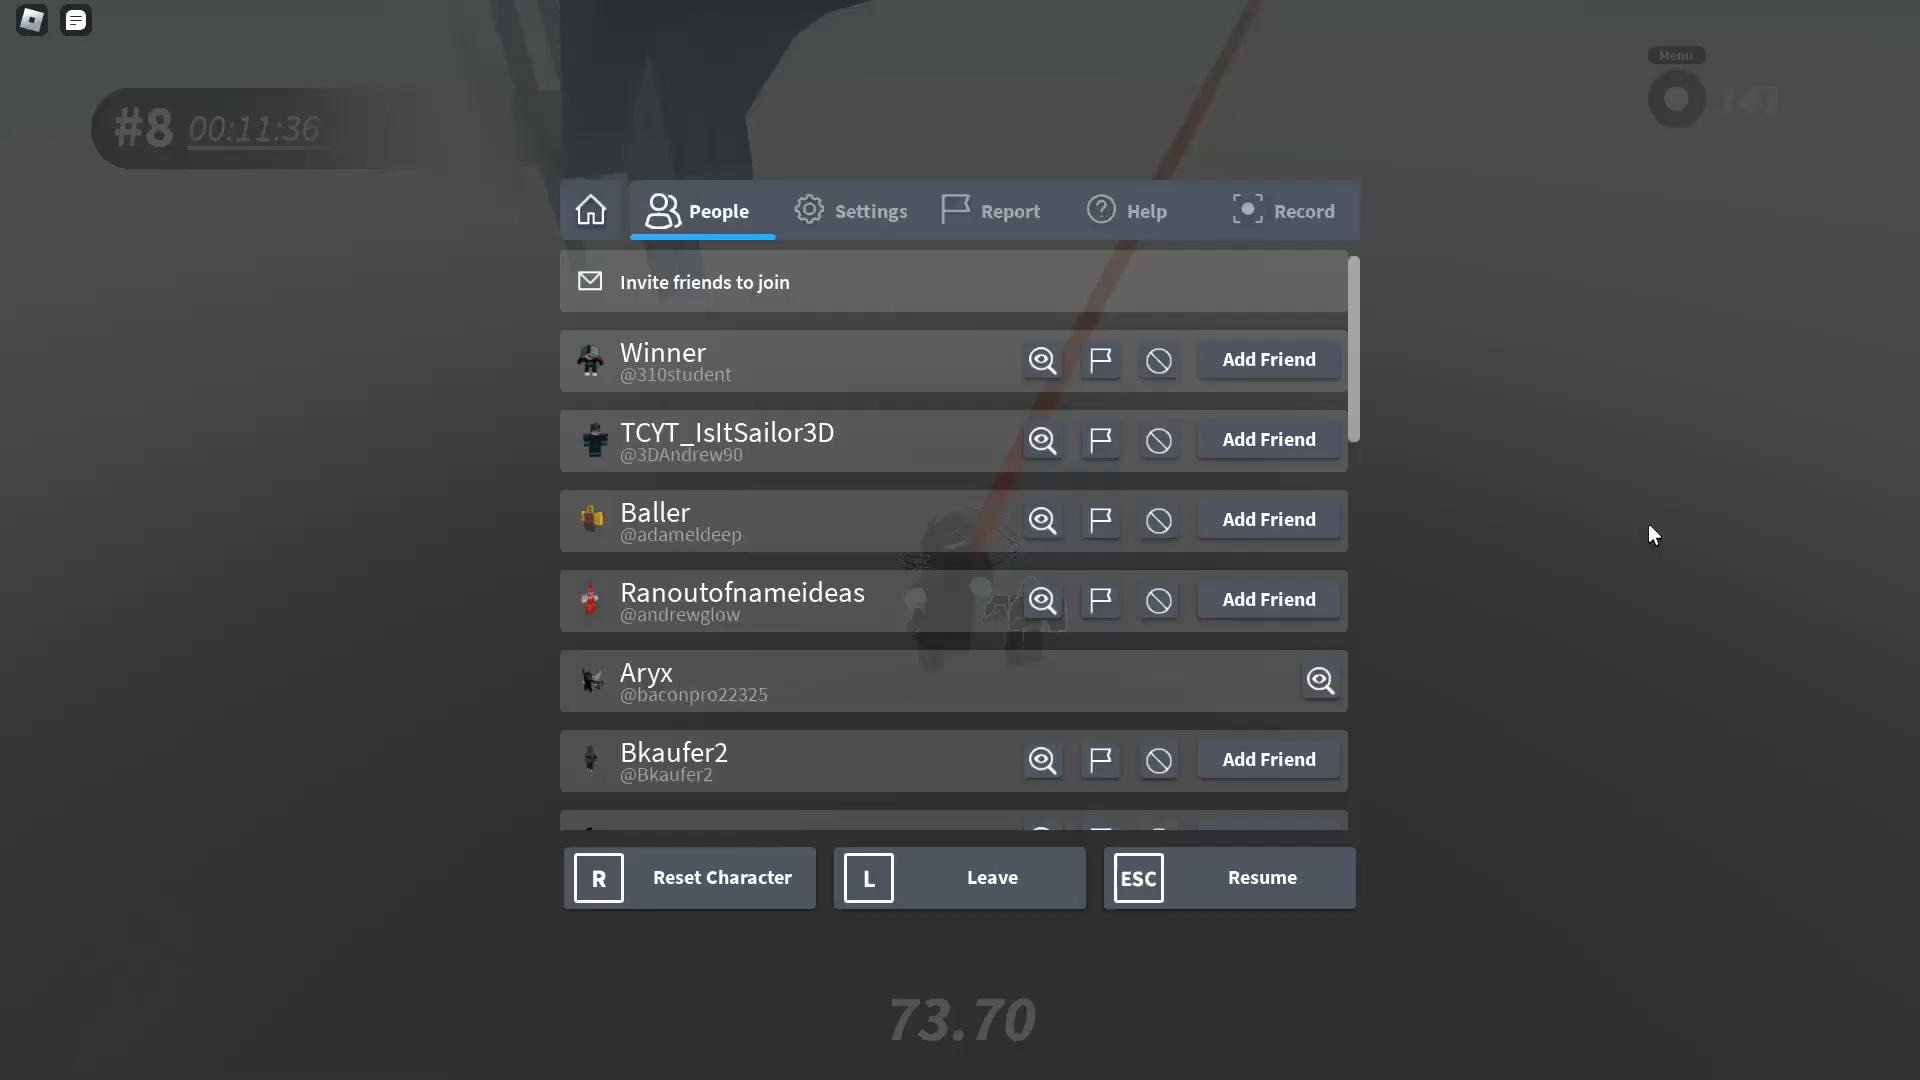 Menu
#8 00:11:36
141
People
Settings
Report
Help
Record
Invite friends to join
Winner
@310student
Add Friend
TCYT_IsItSailor3D
@3DAndrew90
Add Friend
Baller
@adameldeep
Add Friend
Ranoutofnameideas
@andrewglow
Add Friend
Aryx
@baconpro22325
Bkaufer2
@Bkaufer2
Add Friend
R Reset Character
L Leave
ESC Resume
73.70